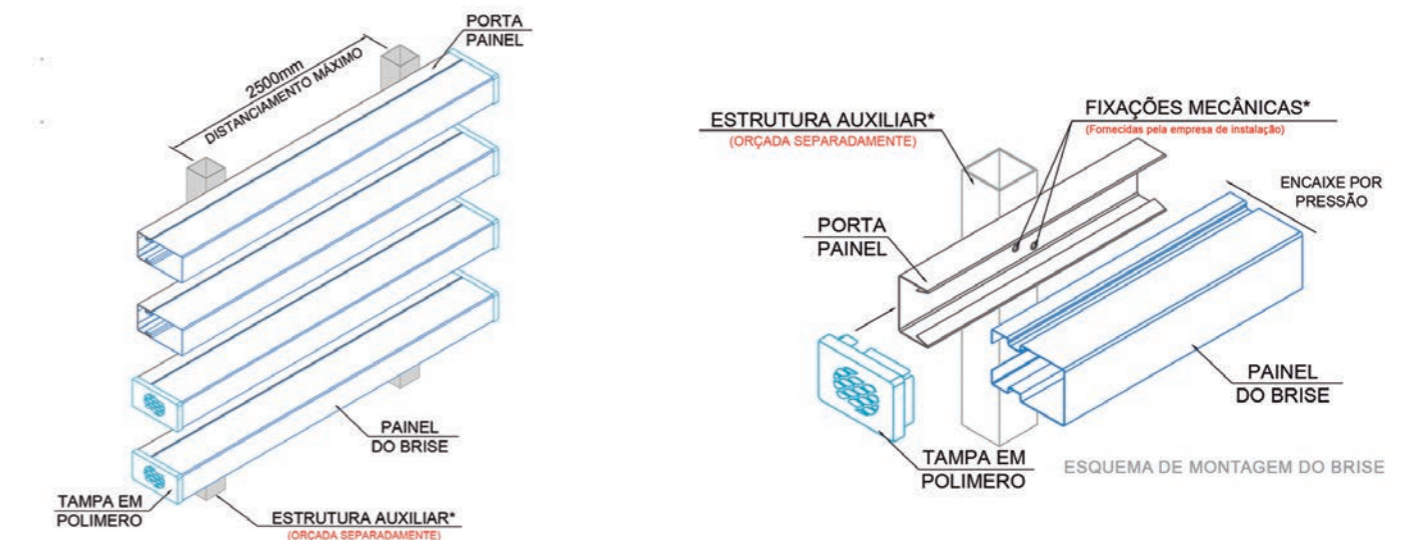 PORTA
PAINEL
2500mm
DISTANCIAMENTO MÁXIMO
PAINEL
DO BRISE
TAMPA EM
POLIMERO
ESTRUTURA AUXILIAR*
(ORÇADA SEPARADAMENTE)
ESTRUTURA AUXILIAR*
(ORÇADA SEPARADAMENTE)
FIXAÇÕES MECÂNICAS*
(Fornecidas pela empresa de instalação)
ENCAIXE POR
PRESSÃO
PORTA
PAINEL
PAINEL
DO BRISE
TAMPA EM
POLIMERO
ESQUEMA DE MONTAGEM DO BRISE